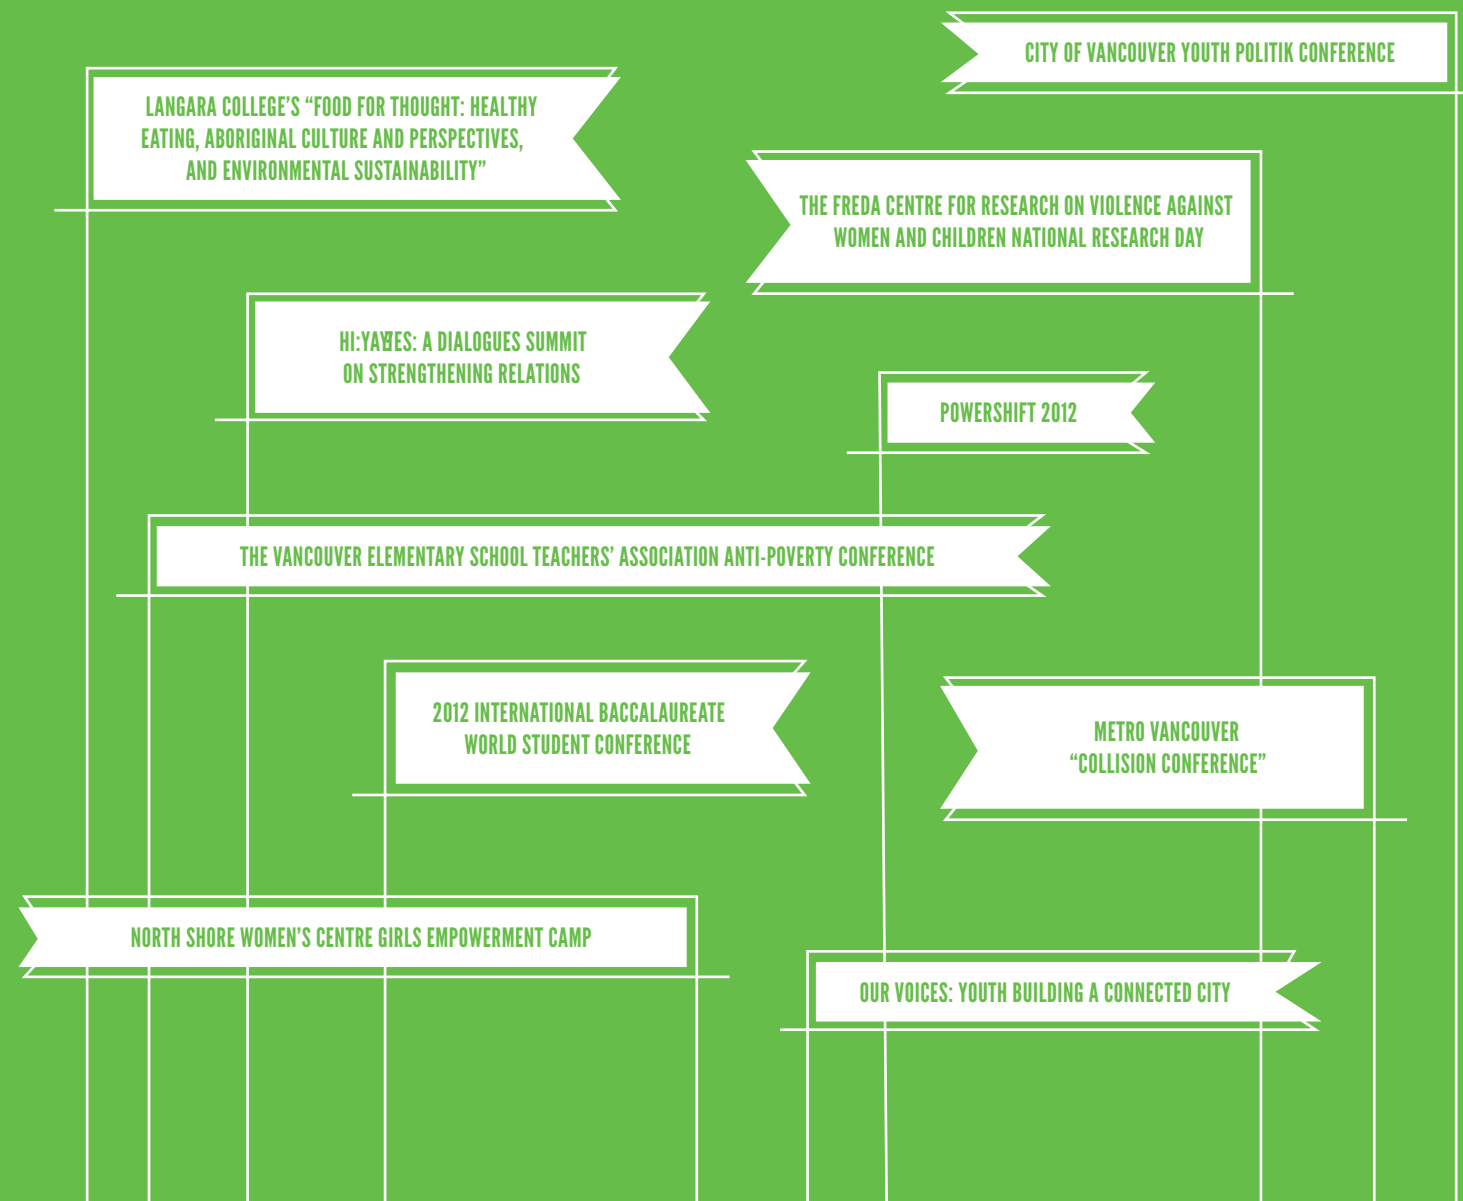 CITY OF VANCOUVER YOUTH POLITIK CONFERENCE
LANGARA COLLEGE’S “FOOD FOR THOUGHT: HEALTHY
EATING, ABORIGINAL CULTURE AND PERSPECTIVES,
AND ENVIRONMENTAL SUSTAINABILITY”
THE FREDA CENTRE FOR RESEARCH ON VIOLENCE AGAINST
WOMEN AND CHILDREN NATIONAL RESEARCH DAY
A DIALOGUES SUMMIT
ON STRENGTHENING RELATIONS
POWERSHIFT 2012
THE VANCOUVER ELEMENTARY SCHOOL TEACHERS’ ASSOCIATION ANTI-POVERTY CONFERENCE
2012 INTERNATIONAL BACCALAUREATE
WORLD STUDENT CONFERENCE
METRO VANCOUVER
“COLLISION CONFERENCE”
NORTH SHORE WOMEN’S CENTRE GIRLS EMPOWERMENT CAMP
OUR VOICES: YOUTH BUILDING A CONNECTED CITY